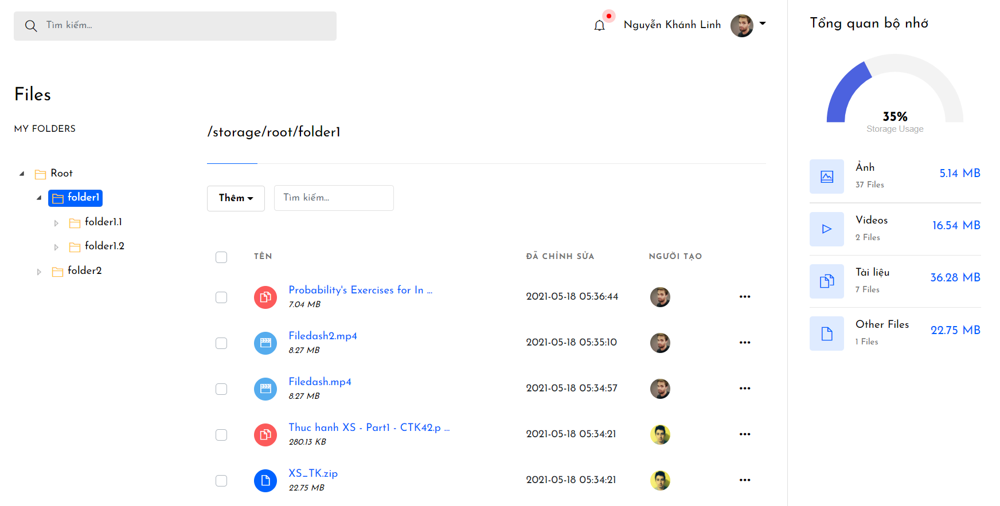 Tìm kiếm...
Nguyễn Khánh Linh
Files
MY FOLDERS
Root
folder1
folder1.1
folder1.2
folder2
/storage/root/folder1
Thêm
Tìm kiếm...
TÊN ĐÃ CHỈNH SỬA NGƯỜI TẠO
Probability's Exercises for In ...
7.04 MB
2021-05-18 05:36:44
Filedash2.mp4
8.27 MB
2021-05-18 05:35:10
Filedash.mp4
8.27 MB
2021-05-18 05:34:57
Thuc hanh XS - Part1 - CTK42.p ...
280.13 KB
2021-05-18 05:34:21
XS_TK.zip
22.75 MB
2021-05-18 05:34:21
Tổng quan bộ nhớ
35%
Storage Usage
Ảnh
37 Files
5.14 MB
Videos
2 Files
16.54 MB
Tài liệu
7 Files
36.28 MB
Other Files
1 Files
22.75 MB